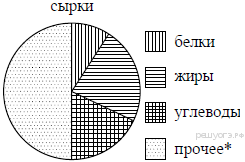 сырки
белки
жиры
углеводы
прочее*
решуогэ.рф